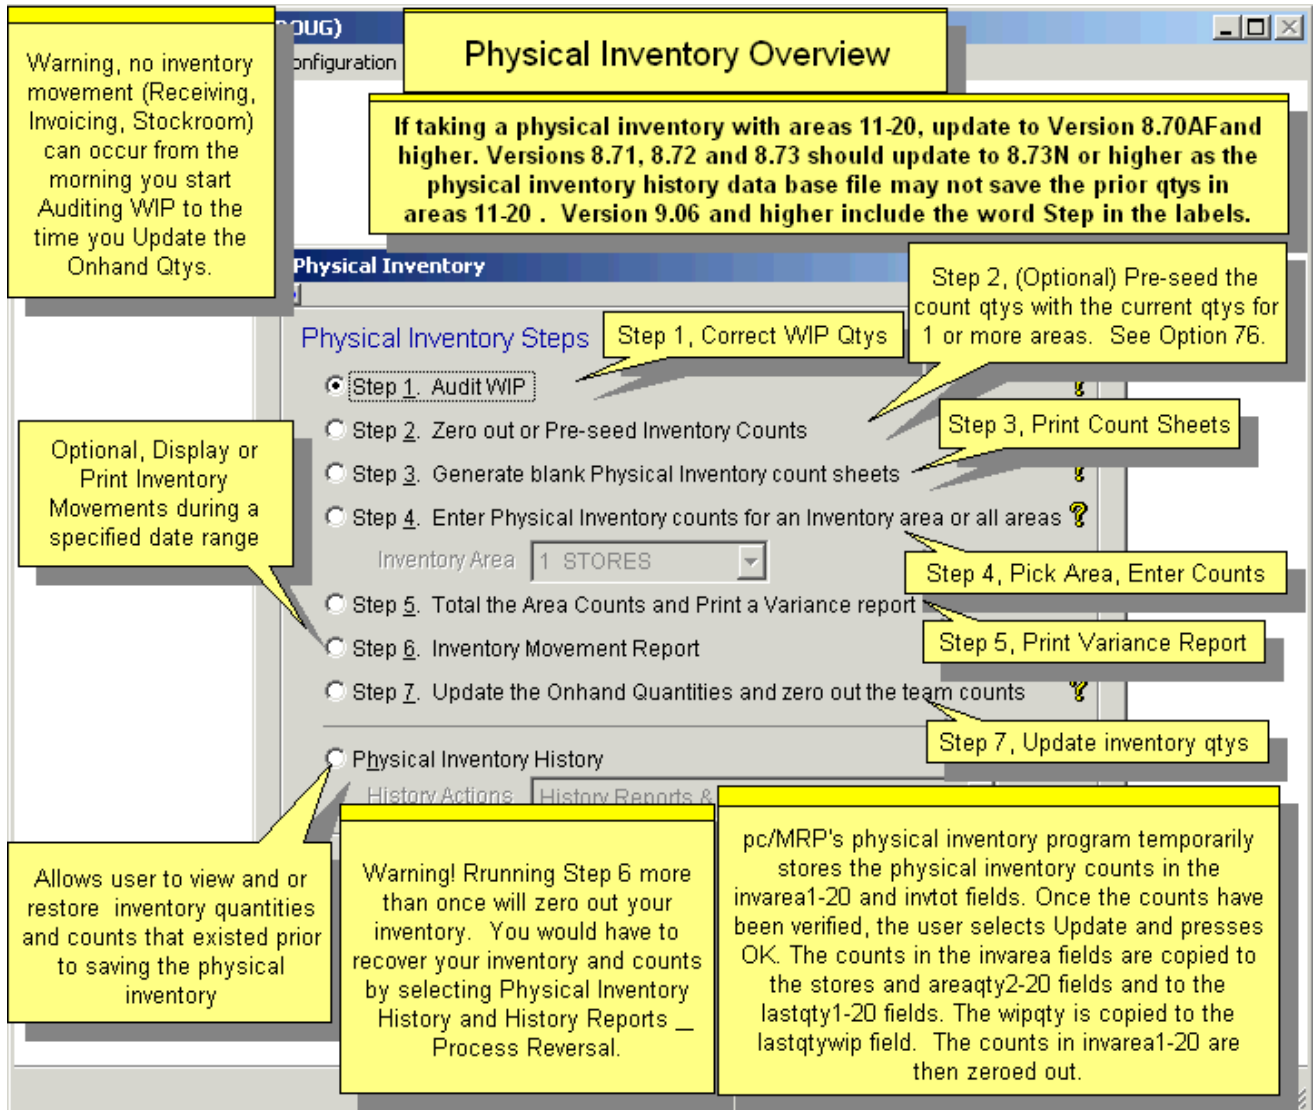 OUG)
onfiguration
Physical Inventory Overview
Warning, no inventory
movement (Receiving,
Invoicing, Stockroom)
can occur from the
morning you start
Auditing WIP to the
time you Update the
Onhand Qtys.
If taking a physical inventory with areas 11-20, update to Version 8.70AFand
higher. Versions 8.71, 8.72 and 8.73 should update to 8.73N or higher as the
physical inventory history data base file may not save the prior qtys in
areas 11-20 .  Version 9.06 and higher include the word Step in the labels.
Physical Inventory
Step 2, (Optional) Pre-seed the
count qtys with the current qtys for
1 or more areas.  See Option 76.
Physical Inventory Steps
Step 1, Correct WIP Qtys
Step 1.  Audit WIP
Step 2.  Zero out or Pre-seed Inventory Counts
Step 3, Print Count Sheets
Step 3.  Generate blank Physical Inventory count sheets
Optional, Display or
Print Inventory
Movements during a
specified date range
Step 4.  Enter Physical Inventory counts for an Inventory area or all areas ?
Inventory Area  1  STORES
Step 4, Pick Area, Enter Counts
Step 5.  Total the Area Counts and Print a Variance report
Step 5, Print Variance Report
Step 6.  Inventory Movement Report
Step 7.  Update the Onhand Quantities and zero out the team counts ?
Step 7, Update inventory qtys
Physical Inventory History
History Actions  History Reports &
Allows user to view and or
restore  inventory quantities
and counts that existed prior
to saving the physical
inventory
Warning! Rrunning Step 6 more
than once will zero out your
inventory.  You would have to
recover your inventory and counts
by selecting Physical Inventory
History and History Reports _
Process Reversal.
pc/MRP's physical inventory program temporarily
stores the physical inventory counts in the
invarea1-20 and invtot fields. Once the counts have
been verified, the user selects Update and presses
OK. The counts in the invarea fields are copied to
the stores and areaqty2-20 fields and to the
lastqty1-20 fields. The wipqty is copied to the
lastqtywip field.  The counts in invarea1-20 are
then zeroed out.